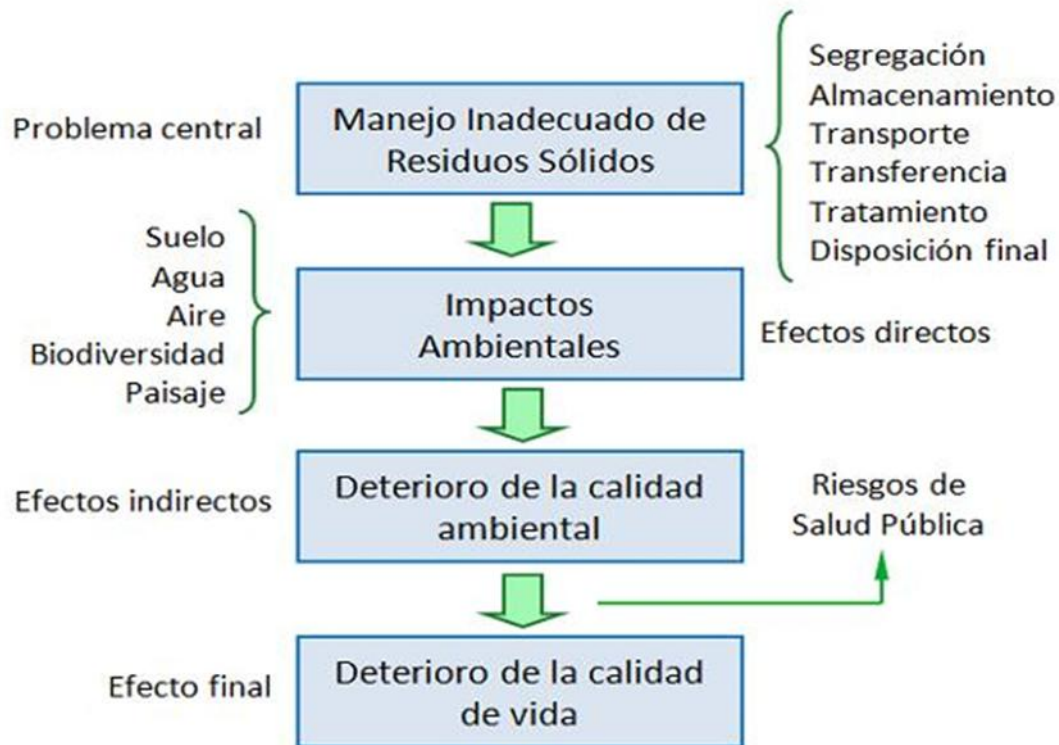 Problema central
Manejo Inadecuado de
Residuos Sólidos
Segregación
Almacenamiento
Transporte
Transferencia
Tratamiento
Disposición final
Suelo
Agua
Aire
Biodiversidad
Paisaje
Impactos
Ambientales
Efectos directos
Efectos indirectos
Deterioro de la calidad
ambiental
Riesgos de
Salud Pública
Efecto final
Deterioro de la calidad
de vida